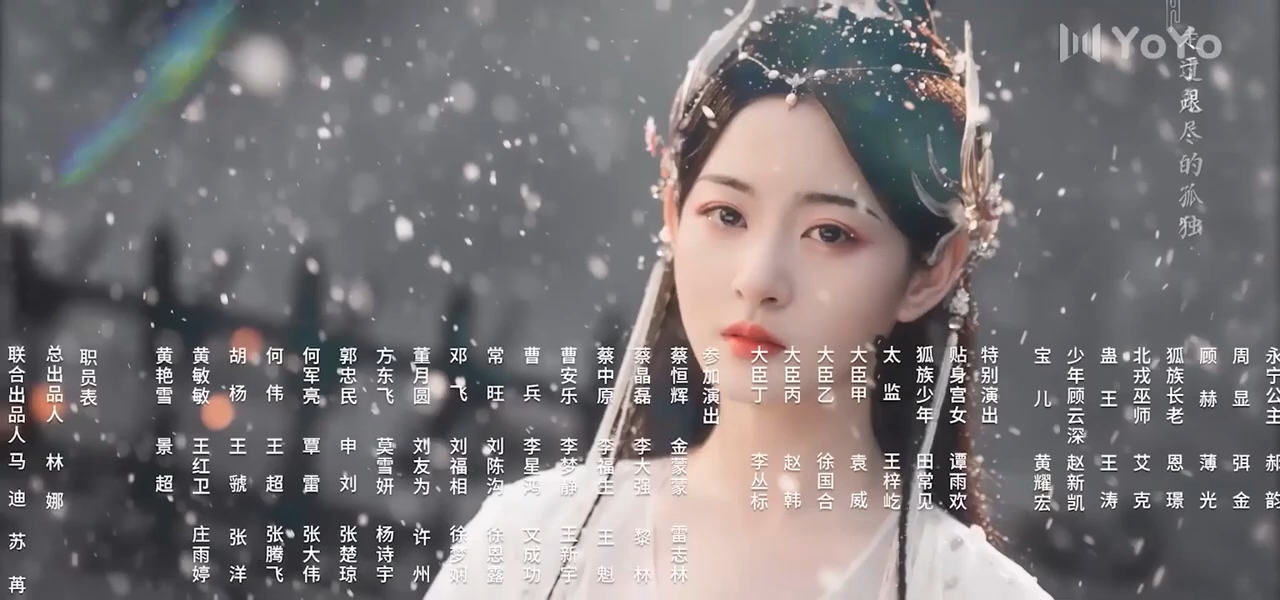 YoYo
尽的孤独
永宁公主 郝韵
周显 弭金
顾赫 薄光
狐族长老 恩璟
北戎巫师 艾克
蛊王 王涛
少年顾云深 赵新凯
宝儿 黄耀宏
特别演出
贴身宫女 谭雨欢
狐族少年 田常见
太监 王梓屹
大臣甲 袁威
大臣乙 徐国合
大臣丙 赵韩
大臣丁 李丛标
参加演出
蔡恒辉 金蒙蒙 雷志林
蔡晶磊 李大强 黎林
蔡中原 李福生 王魁
曹安乐 李梦静 王新宇
曹兵 李星鸿 文成功
常旺 刘陈沟 徐恩露
邓飞 刘福相 徐梦娴
董月圆 刘友为 许州
方东飞 莫雪妍 杨诗宇
郭忠民 申刘 张楚琼
何军亮 覃雷 张大伟
何伟 王超 张腾飞
胡杨 王虢 张洋
黄敏敏 王红卫 庄雨婷
黄艳雪 景超
职员表
总出品人 林娜
联合出品人 马迪 苏苒